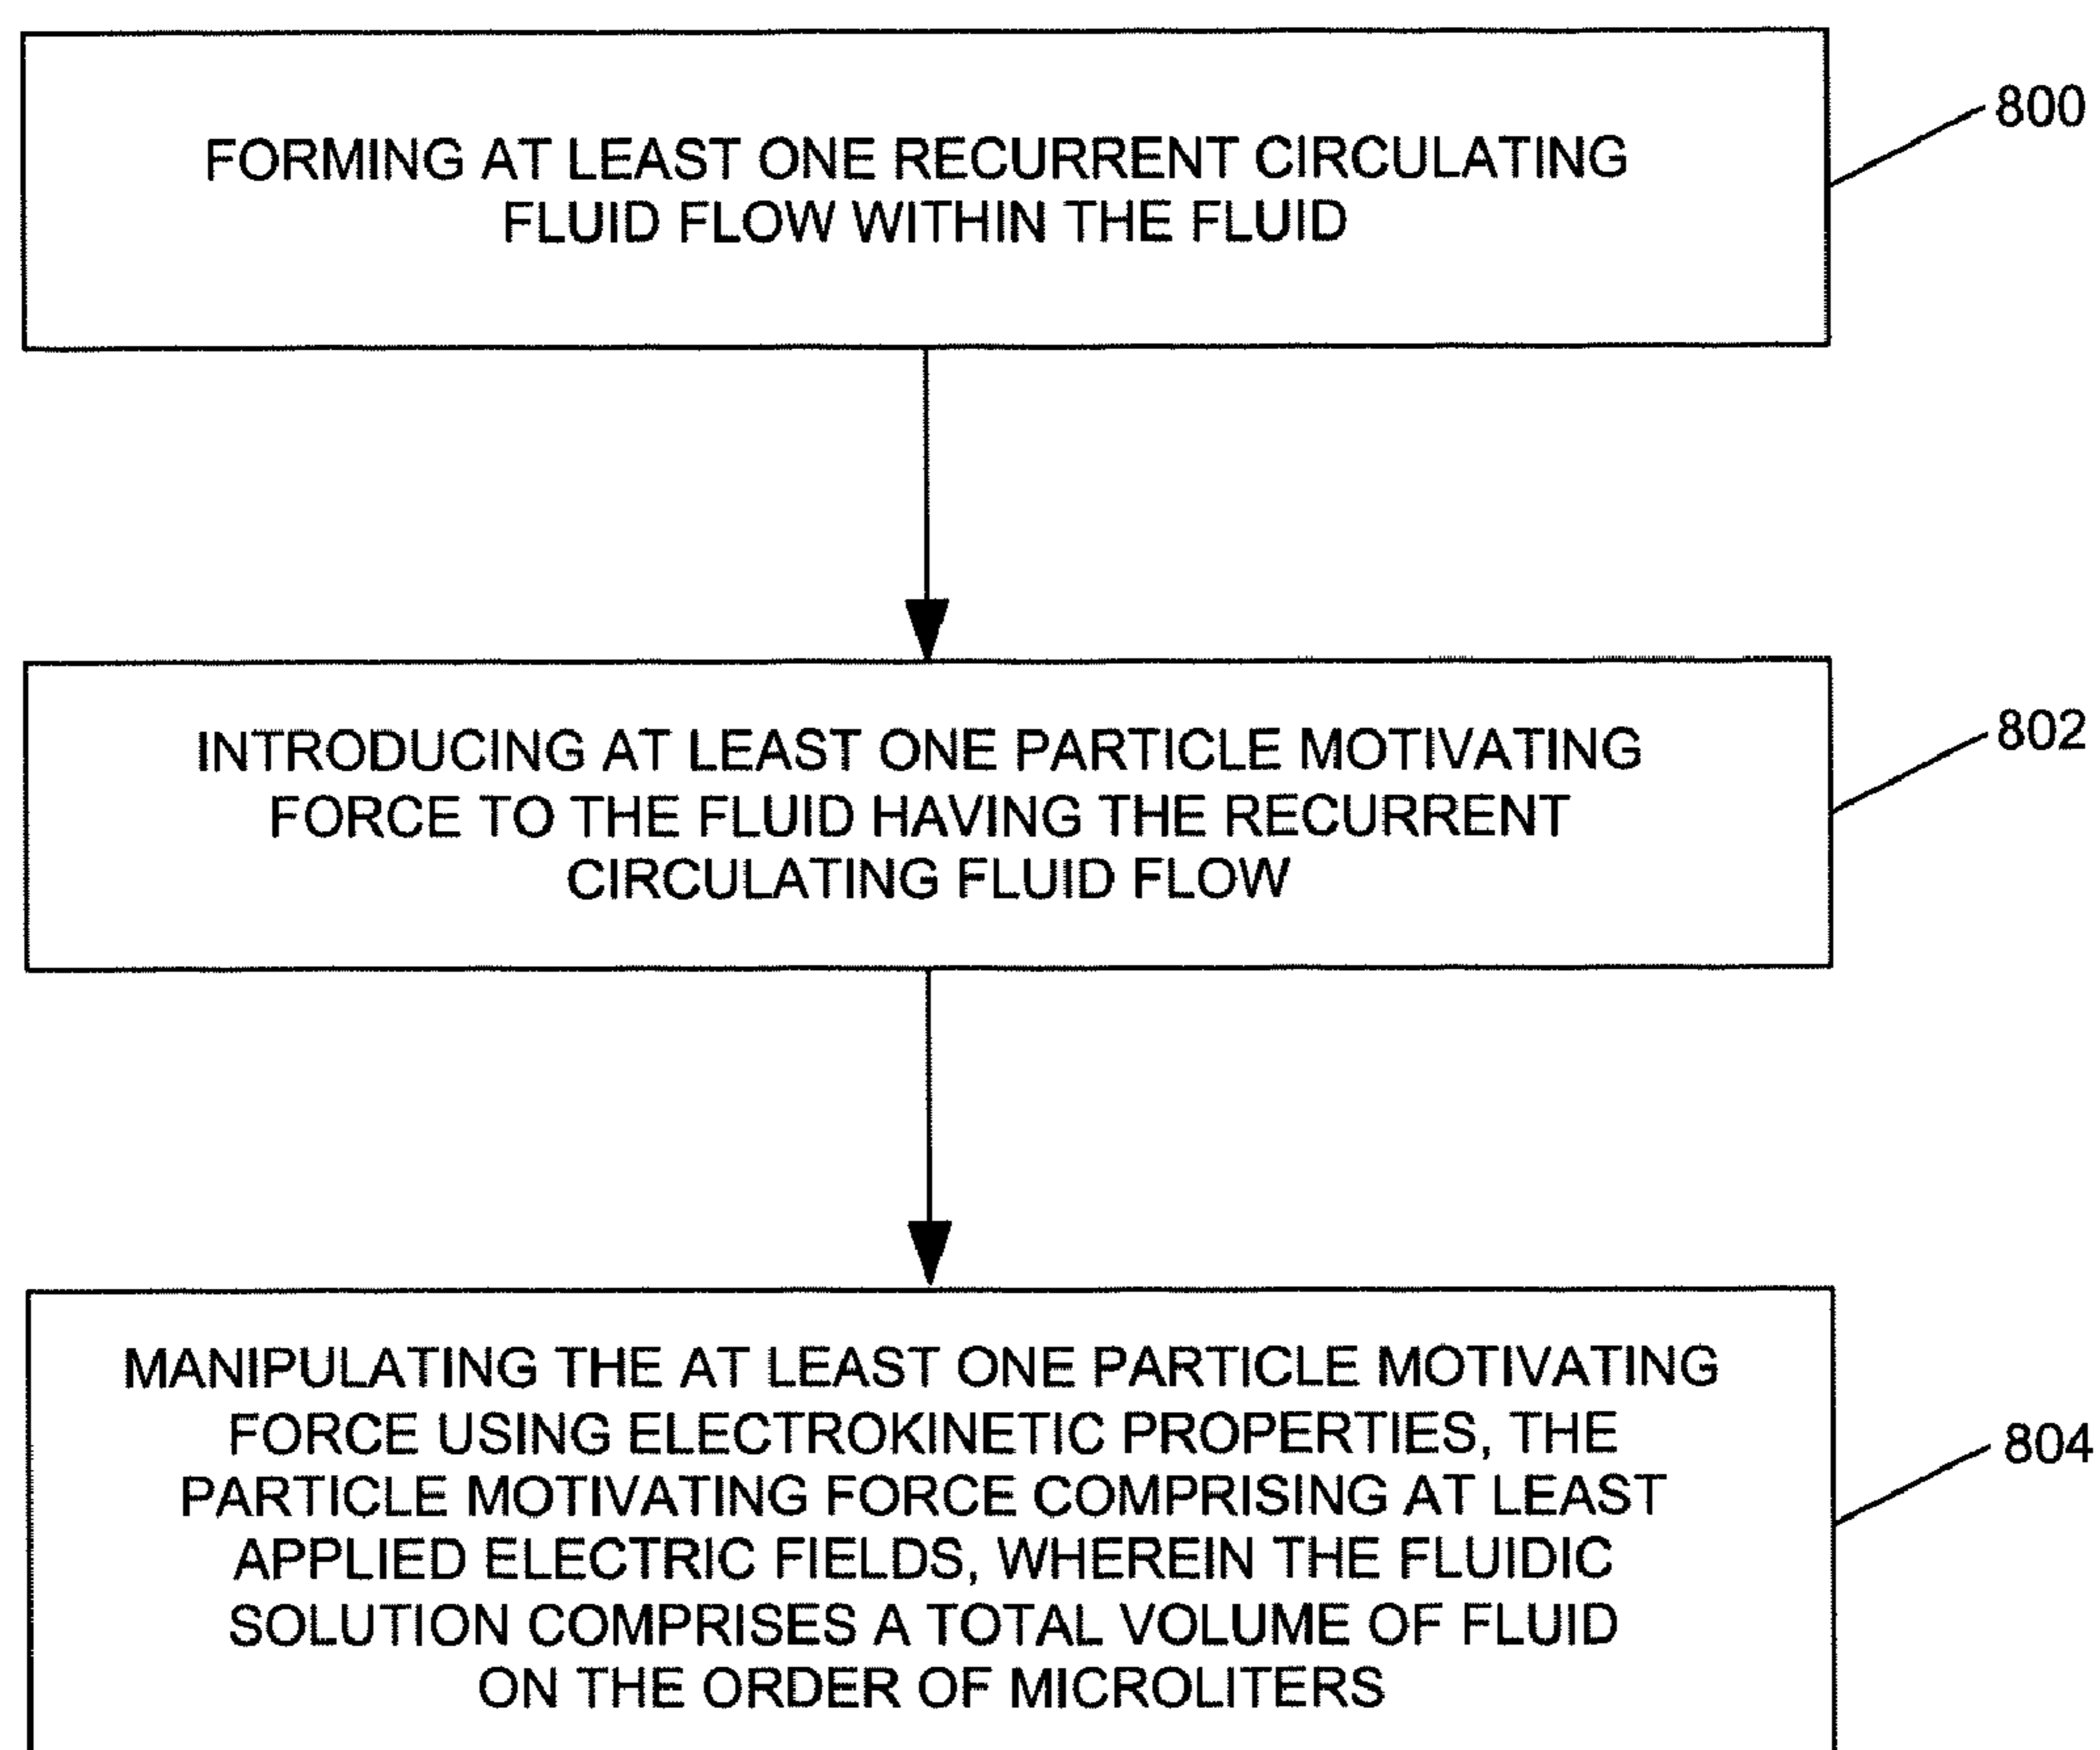 FORMING AT LEAST ONE RECURRENT CIRCULATING
FLUID FLOW WITHIN THE FLUID
800
INTRODUCING AT LEAST ONE PARTICLE MOTIVATING
FORCE TO THE FLUID HAVING THE RECURRENT
CIRCULATING FLUID FLOW
802
MANIPULATING THE AT LEAST ONE PARTICLE MOTIVATING
FORCE USING ELECTROKINETIC PROPERTIES, THE
PARTICLE MOTIVATING FORCE COMPRISING AT LEAST
APPLIED ELECTRIC FIELDS, WHEREIN THE FLUIDIC
SOLUTION COMPRISES A TOTAL VOLUME OF FLUID
ON THE ORDER OF MICROLITERS
804